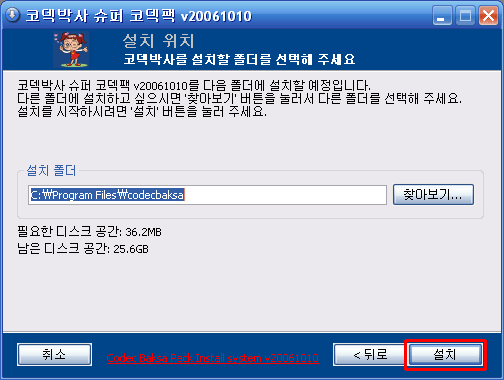 코덱박사 슈퍼 코덱팩 v20061010
설치 위치
코덱박사를 설치할 폴더를 선택해 주세요
코덱박사 슈퍼 코덱팩 v20061010를 다음 폴더에 설치할 예정입니다.
다른 폴더에 설치하고 싶으시면 '찾아보기' 버튼을 눌러서 다른 폴더를 선택해 주세요.
설치를 시작하시려면 '설치' 버튼을 눌러 주세요.
설치 폴더
C:₩Program Files₩codecbaksa
찾아보기...
필요한 디스크 공간: 36.2MB
남은 디스크 공간: 25.6GB
취소
Codec Baksa Pack Install system v20061010
< 뒤로
설치